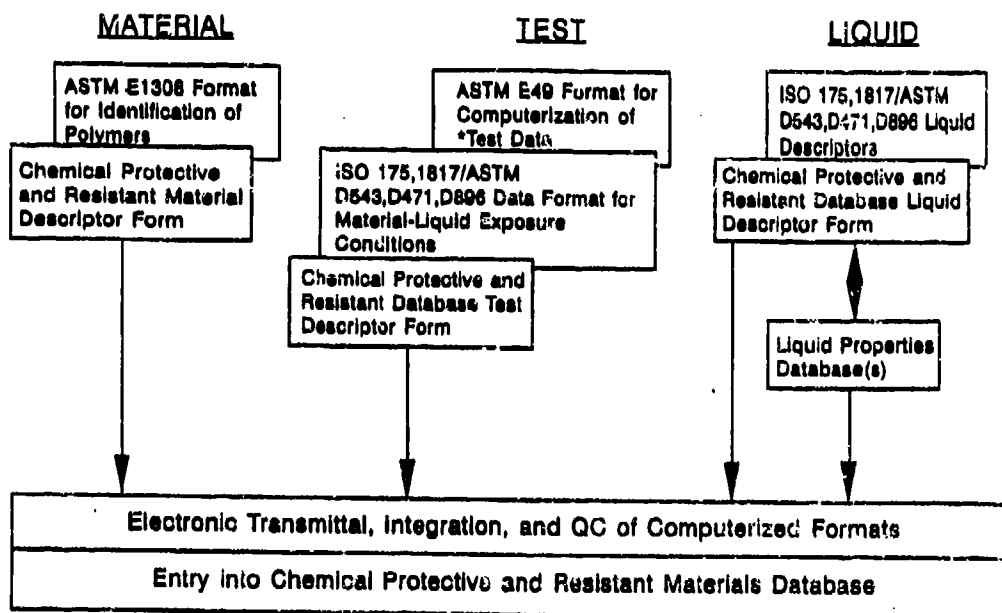 MATERIAL
ASTM E1308 Format
for Identification of
Polymers
Chemical Protective
and Resistant Material
Descriptor Form
TEST
ASTM E49 Format for
Computerization of
*Test Data
ISO 175,1817/ASTM
D543,D471,D896 Data Format for
Material-Liquid Exposure
Conditions
Chemical Protective and
Resistant Database Test
Descriptor Form
LIQUID
ISO 175,1817/ASTM
D543,D471,D896 Liquid
Descriptors
Chemical Protective and
Resistant Database Liquid
Descriptor Form
Liquid Properties
Database(s)
Electronic Transmittal, Integration, and QC of Computerized Formats
Entry into Chemical Protective and Resistant Materials Database